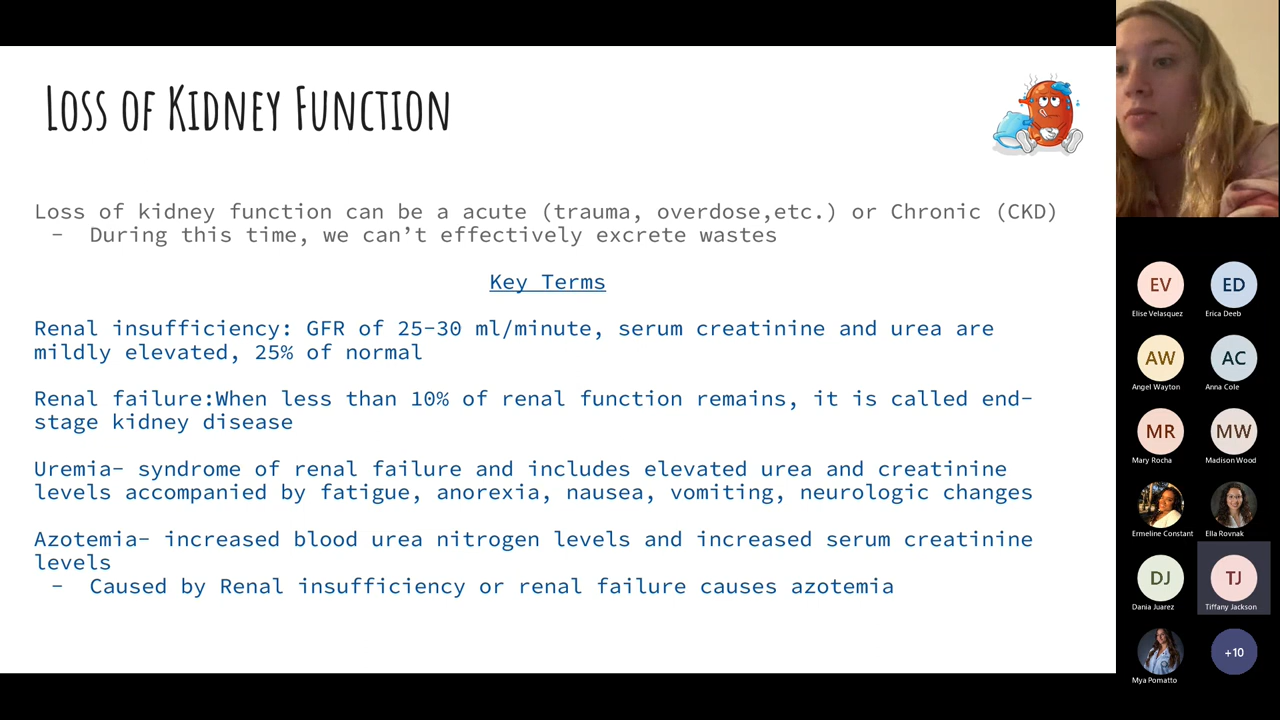 Loss of Kidney Function
Loss of kidney function can be a acute (trauma, overdose,etc.) or Chronic (CKD)
- During this time, we can’t effectively excrete wastes
Key Terms
Renal insufficiency: GFR of 25-30 ml/minute, serum creatinine and urea are
mildly elevated, 25% of normal
Renal failure:When less than 10% of renal function remains, it is called end-
stage kidney disease
Uremia- syndrome of renal failure and includes elevated urea and creatinine
levels accompanied by fatigue, anorexia, nausea, vomiting, neurologic changes
Azotemia- increased blood urea nitrogen levels and increased serum creatinine
levels
- Caused by Renal insufficiency or renal failure causes azotemia
EV ED
Elise Velasquez Erica Deeb
AW AC
Angel Wayton Anna Cole
MR MW
Mary Rocha Madison Wood
Ermeline Constant Ella Rovnak
DJ TJ
Dania Juarez Tiffany Jackson
+10
Mya Pomatto